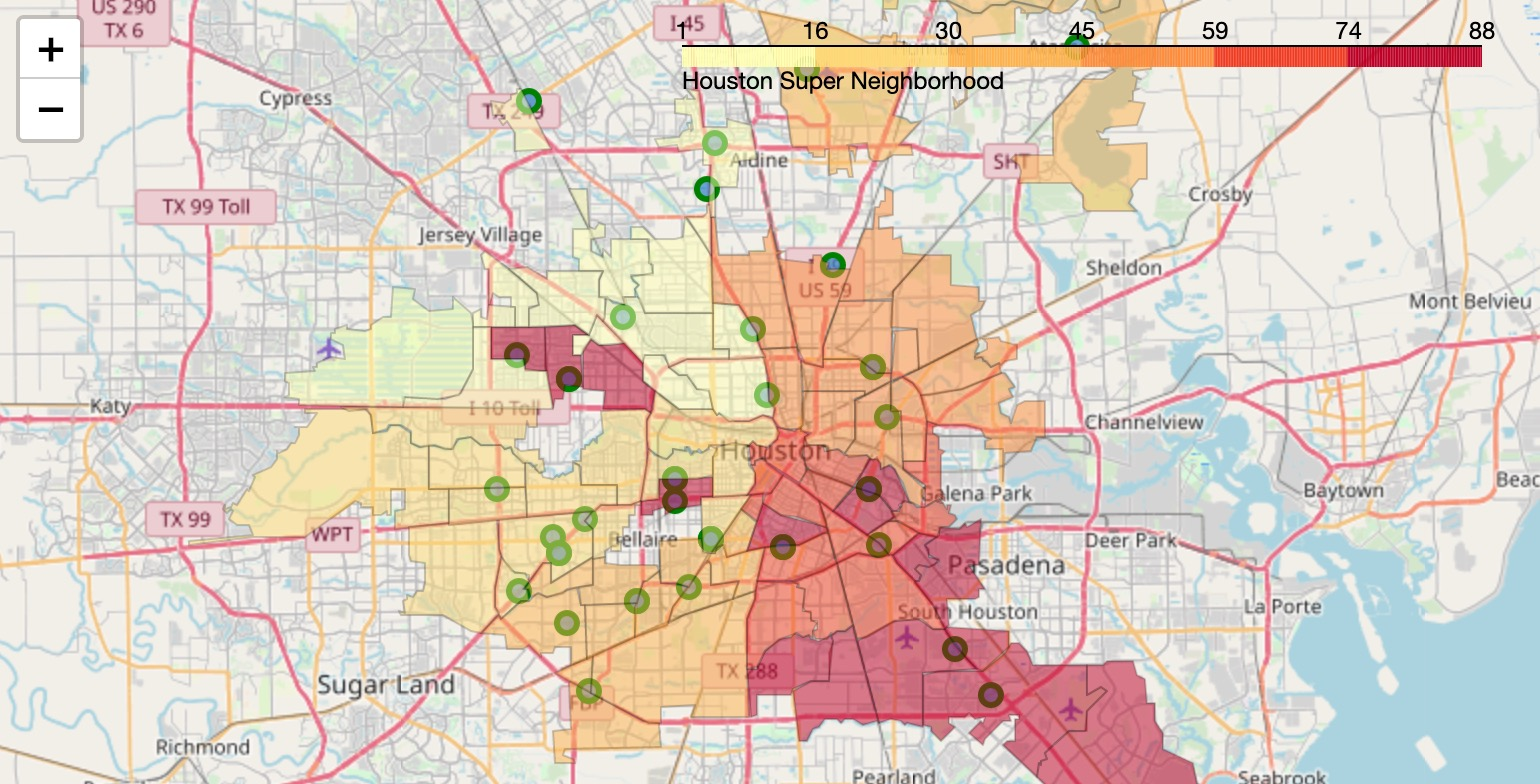 +
−
US 290
TX 6
I 45
1 16 30 45 59 74 88
Houston Super Neighborhood
Cypress
Aldine
Crosby
TX 99 Toll
Jersey Village
Sheldon
US 59
Mont Belvieu
Katy
I 10 Toll
Channelview
Houston
Galena Park
Baytown
TX 99
WPT
Bellaire
Deer Park
Pasadena
La Porte
South Houston
TX 288
Sugar Land
Richmond
Pearland
Seabrook